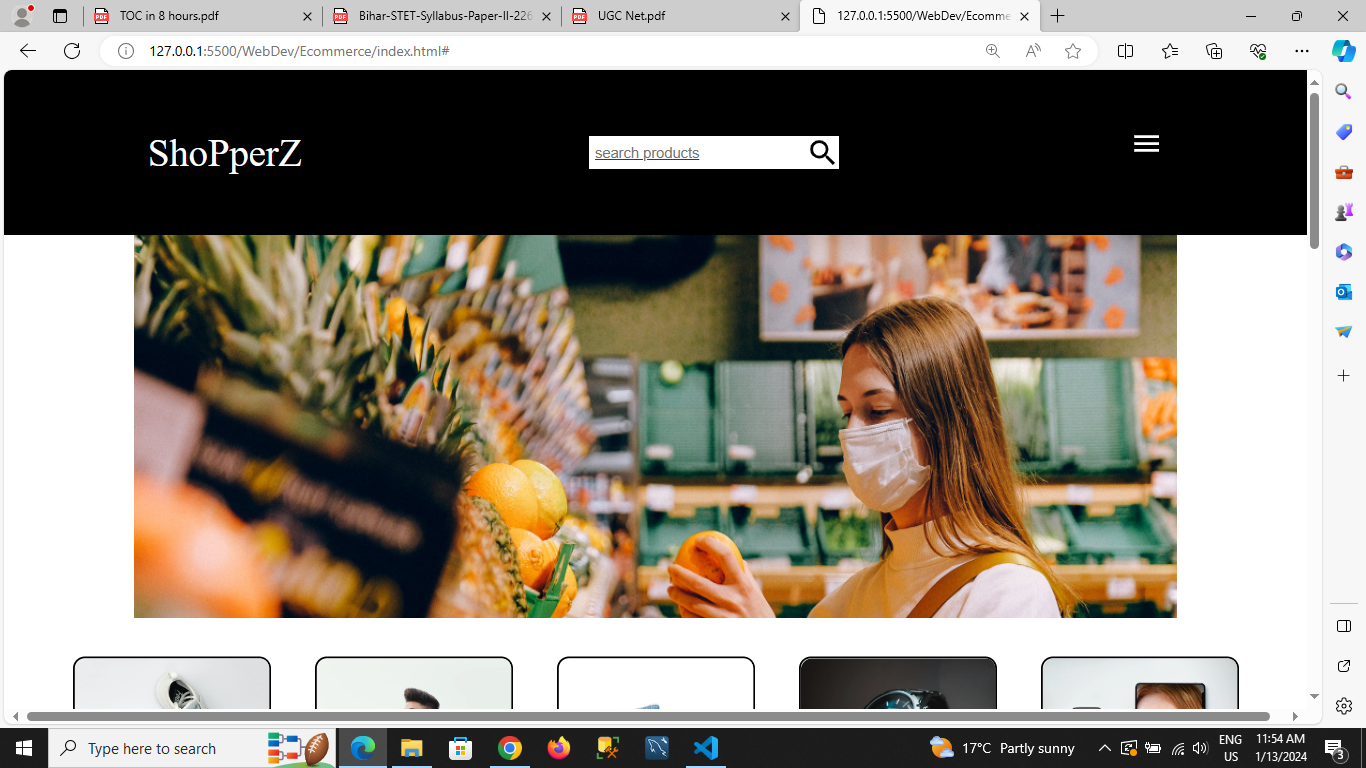 TOC in 8 hours.pdf
Bihar-STET-Syllabus-Paper-II-226
UGC Net.pdf
127.0.0.1:5500/WebDev/Ecomme
127.0.0.1:5500/WebDev/Ecommerce/index.html#
ShoPperZ
search products
Type here to search
17°C Partly sunny
ENG
US
11:54 AM
1/13/2024
3